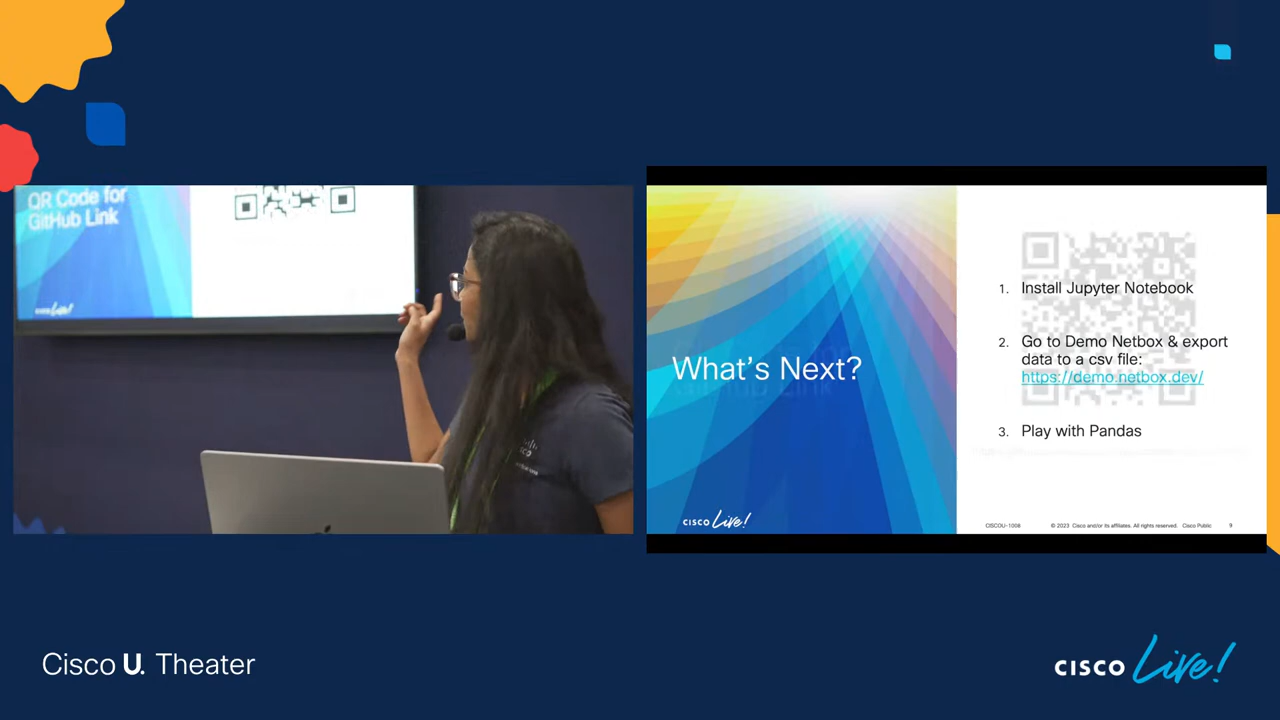 QR Code for
GitHub Link
CISCO Live!
What's Next?
1. Install Jupyter Notebook
2. Go to Demo Netbox & export
data to a csv file:
https://demo.netbox.dev/
3. Play with Pandas
CISCO Live!
CISCOU-1008 © 2023 Cisco and/or its affiliates. All rights reserved. Cisco Public 9
Cisco U. Theater
CISCO Live!